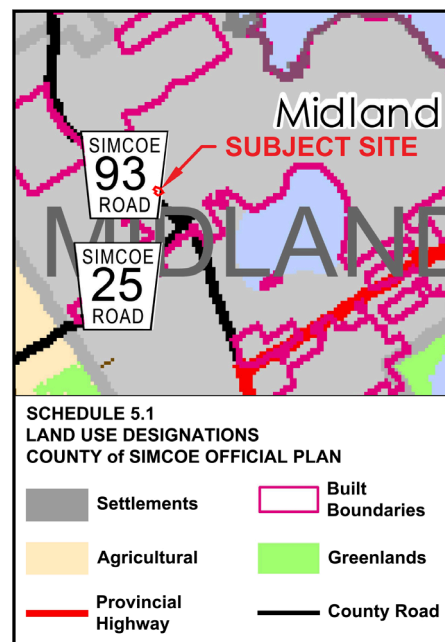 Midland
SUBJECT SITE
SIMCOE
93
ROAD
MIDLAND
SIMCOE
25
ROAD
SCHEDULE 5.1
LAND USE DESIGNATIONS
COUNTY of SIMCOE OFFICIAL PLAN
Settlements
Built
Boundaries
Agricultural
Greenlands
Provincial
Highway
County Road